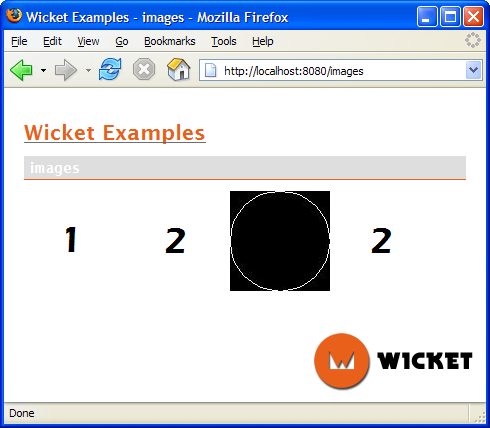 Wicket Examples - images - Mozilla Firefox
File Edit View Go Bookmarks Tools Help
http://localhost:8080/images
Wicket Examples
images
1 2 2
W WICKET
Done